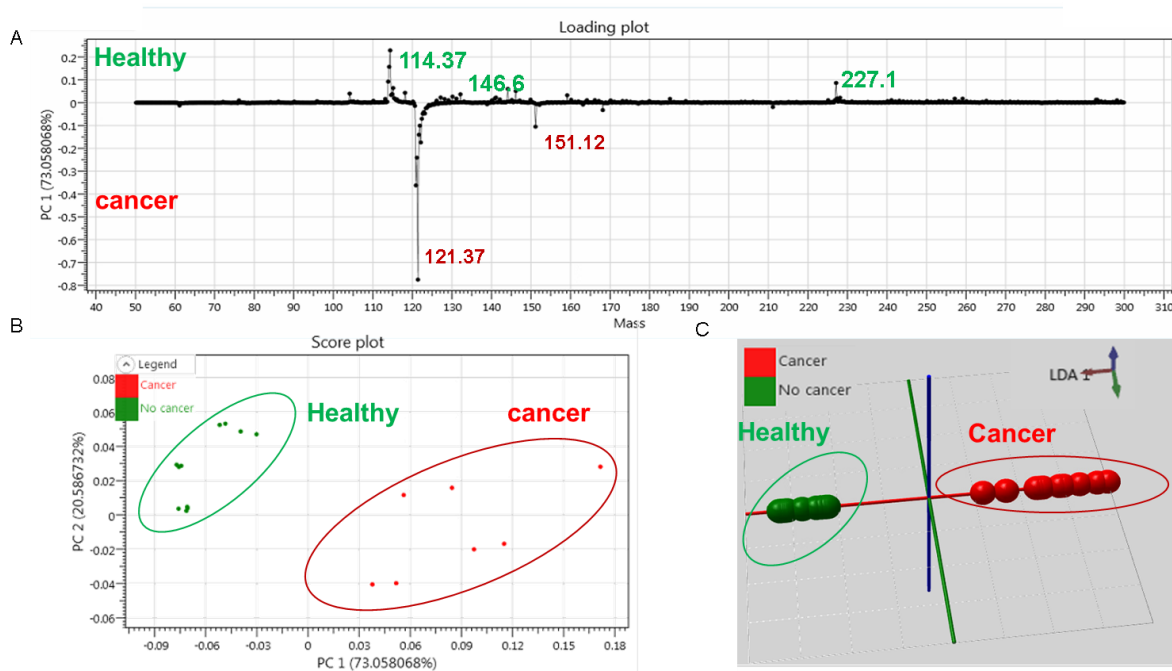 A
Loading plot
Healthy
114.37
146.6
227.1
151.12
cancer
121.37
PC 1 (73.058068%)
0.2
0.1
0
-0.1
-0.2
-0.3
-0.4
-0.5
-0.6
-0.7
-0.8
40 50 60 70 80 90 100 110 120 130 140 150 160 170 180 190 200 210 220 230 240 250 260 270 280 290 300 310
Mass
B
Score plot
Legend
Cancer
No cancer
Healthy
cancer
PC 2 (20.586732%)
0.08
0.06
0.04
0.02
0
-0.02
-0.04
-0.06
-0.09 -0.06 -0.03 0 0.03 0.06 0.09 0.12 0.15 0.18
PC 1 (73.058068%)
C
Cancer
No cancer
LDA 1
Healthy
Cancer